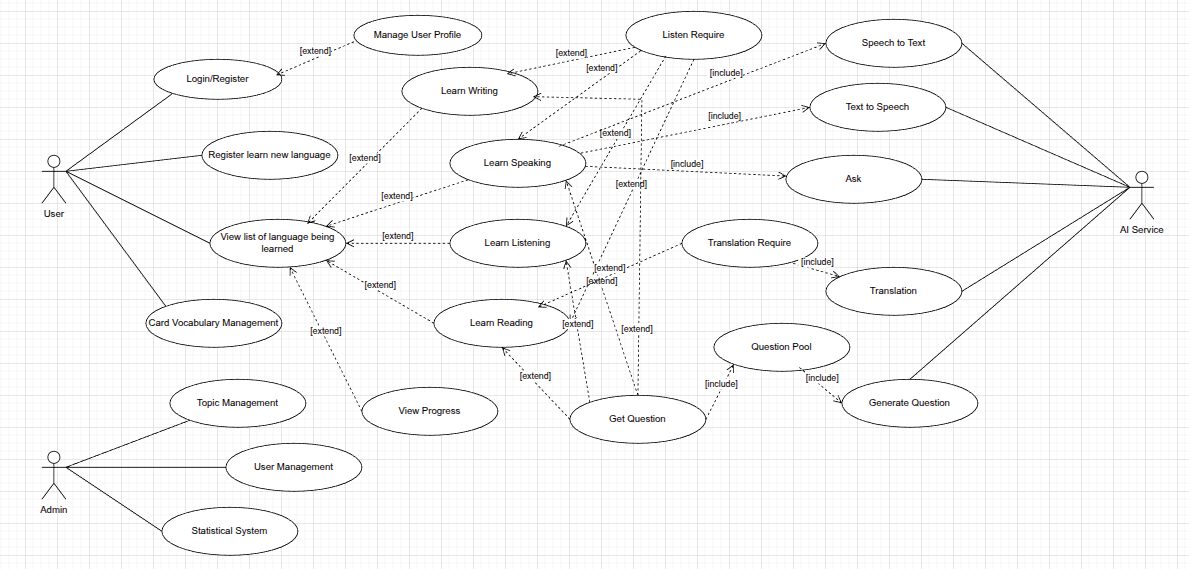 Manage User Profile
Listen Require
Speech to Text
[extend]
[extend]
[extend]
[include]
Login/Register
Learn Writing
Text to Speech
[include]
[extend]
Register learn new language
[extend]
Learn Speaking
[include]
Ask
[extend]
[extend]
User
View list of language being
learned
[extend]
Learn Listening
Translation Require
AI Service
[include]
[extend]
[extend]
[extend]
Translation
Card Vocabulary Management
Learn Reading
[extend]
[extend]
[extend]
Question Pool
[extend]
[include]
[include]
Topic Management
View Progress
Get Question
Generate Question
User Management
Admin
Statistical System